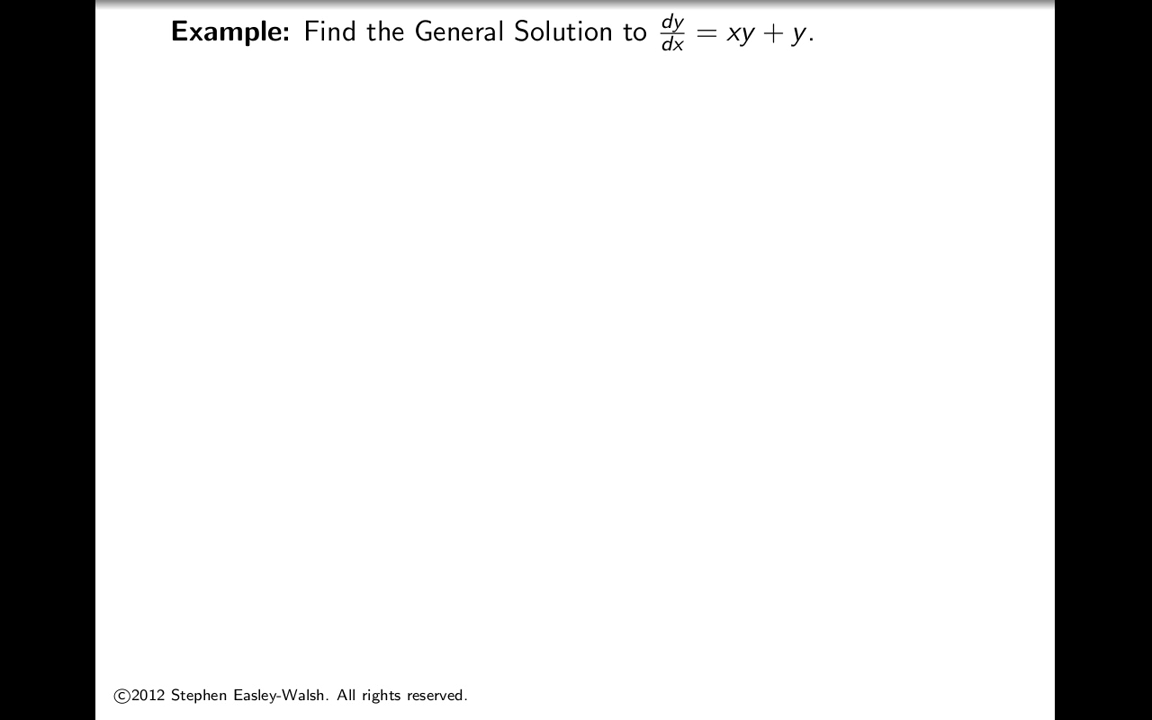 Example: Find the General Solution to dy/dx = xy + y.
©2012 Stephen Easley-Walsh. All rights reserved.